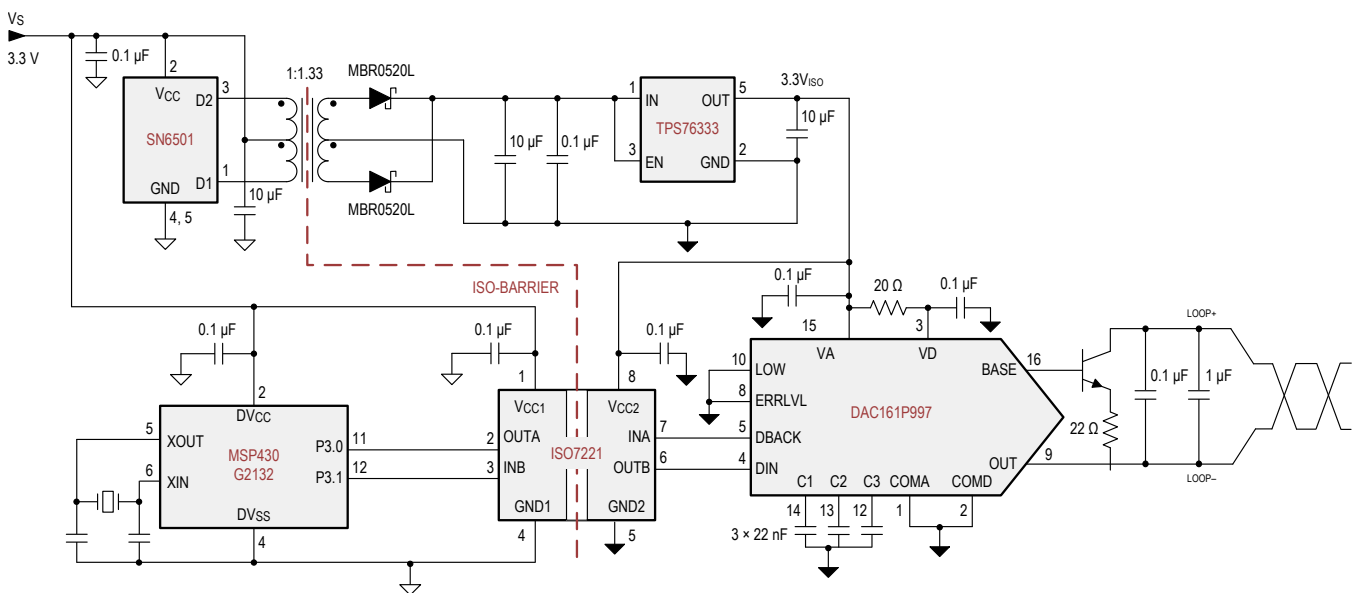 VS
3.3 V
0.1 µF
2
VCC
D2
3
SN6501
D1
1
GND
4, 5
10 µF
1:1.33
MBR0520L
MBR0520L
10 µF
0.1 µF
1
IN
OUT
5
TPS76333
3
EN
GND
2
3.3VISO
10 µF
ISO-BARRIER
0.1 µF
2
DVCC
5
XOUT
6
XIN
MSP430
G2132
P3.0
11
P3.1
12
DVSS
4
0.1 µF
1
VCC1
2
OUTA
3
INB
GND1
4
ISO7221
0.1 µF
8
VCC2
INA
7
OUTB
6
GND2
5
0.1 µF
20 Ω
0.1 µF
15
VA
3
VD
10
LOW
8
ERRLVL
5
DBACK
4
DIN
DAC161P997
BASE
16
OUT
9
C1
C2
C3
COMA
COMD
14
13
12
1
2
3 × 22 nF
22 Ω
0.1 µF
1 µF
LOOP+
LOOP–